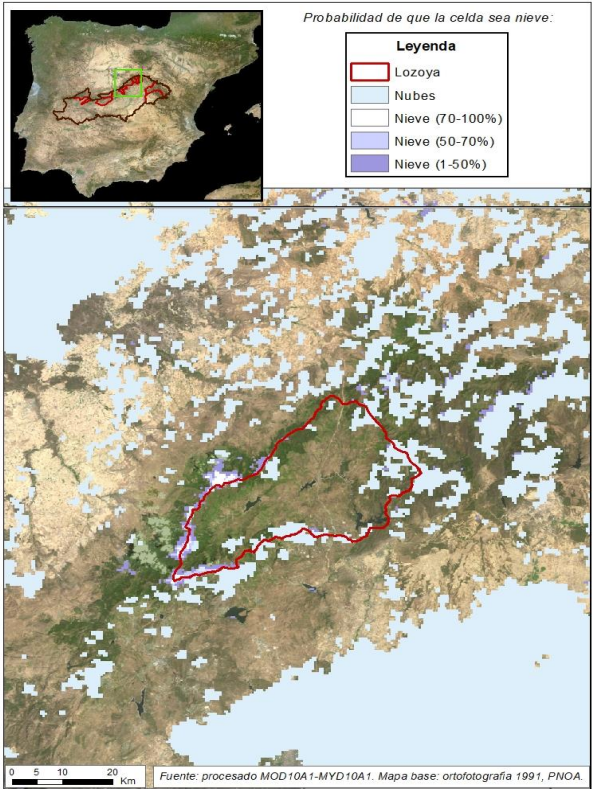 Probabilidad de que la celda sea nieve:
Leyenda
Lozoya
Nubes
Nieve (70-100%)
Nieve (50-70%)
Nieve (1-50%)
0 5 10 20
Km
Fuente: procesado MOD10A1-MYD10A1. Mapa base: ortofotografía 1991, PNOA.